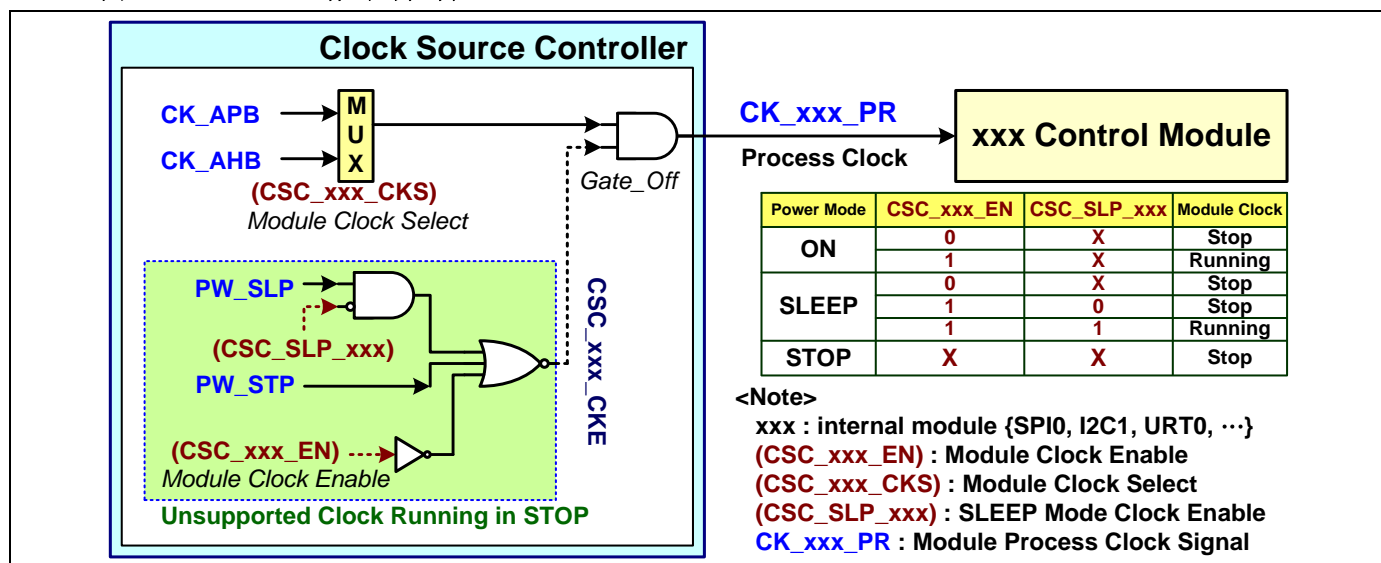 Clock Source Controller
CK_APB
CK_AHB
M
U
X
(CSC_xxx_CKS)
Module Clock Select
Gate_Off
CK_xxx_PR
Process Clock
xxx Control Module
PW_SLP
(CSC_SLP_xxx)
PW_STP
(CSC_xxx_EN)
Module Clock Enable
Unsupported Clock Running in STOP
CSC_xxx_CKE
Power Mode CSC_xxx_EN CSC_SLP_xxx Module Clock
ON 0 X Stop
1 X Running
SLEEP 0 X Stop
1 0 Stop
1 1 Running
STOP X X Stop
<Note>
xxx : internal module {SPI0, I2C1, URT0, ⋯}
(CSC_xxx_EN) : Module Clock Enable
(CSC_xxx_CKS) : Module Clock Select
(CSC_SLP_xxx) : SLEEP Mode Clock Enable
CK_xxx_PR : Module Process Clock Signal